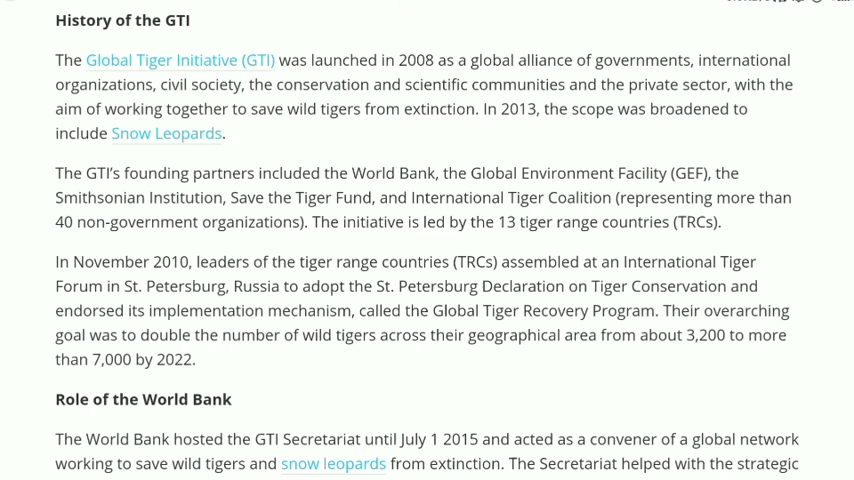 History of the GTI
The Global Tiger Initiative (GTI) was launched in 2008 as a global alliance of governments, international
organizations, civil society, the conservation and scientific communities and the private sector, with the
aim of working together to save wild tigers from extinction. In 2013, the scope was broadened to
include Snow Leopards.
The GTI’s founding partners included the World Bank, the Global Environment Facility (GEF), the
Smithsonian Institution, Save the Tiger Fund, and International Tiger Coalition (representing more than
40 non-government organizations). The initiative is led by the 13 tiger range countries (TRCs).
In November 2010, leaders of the tiger range countries (TRCs) assembled at an International Tiger
Forum in St. Petersburg, Russia to adopt the St. Petersburg Declaration on Tiger Conservation and
endorsed its implementation mechanism, called the Global Tiger Recovery Program. Their overarching
goal was to double the number of wild tigers across their geographical area from about 3,200 to more
than 7,000 by 2022.
Role of the World Bank
The World Bank hosted the GTI Secretariat until July 1 2015 and acted as a convener of a global network
working to save wild tigers and snow leopards from extinction. The Secretariat helped with the strategic